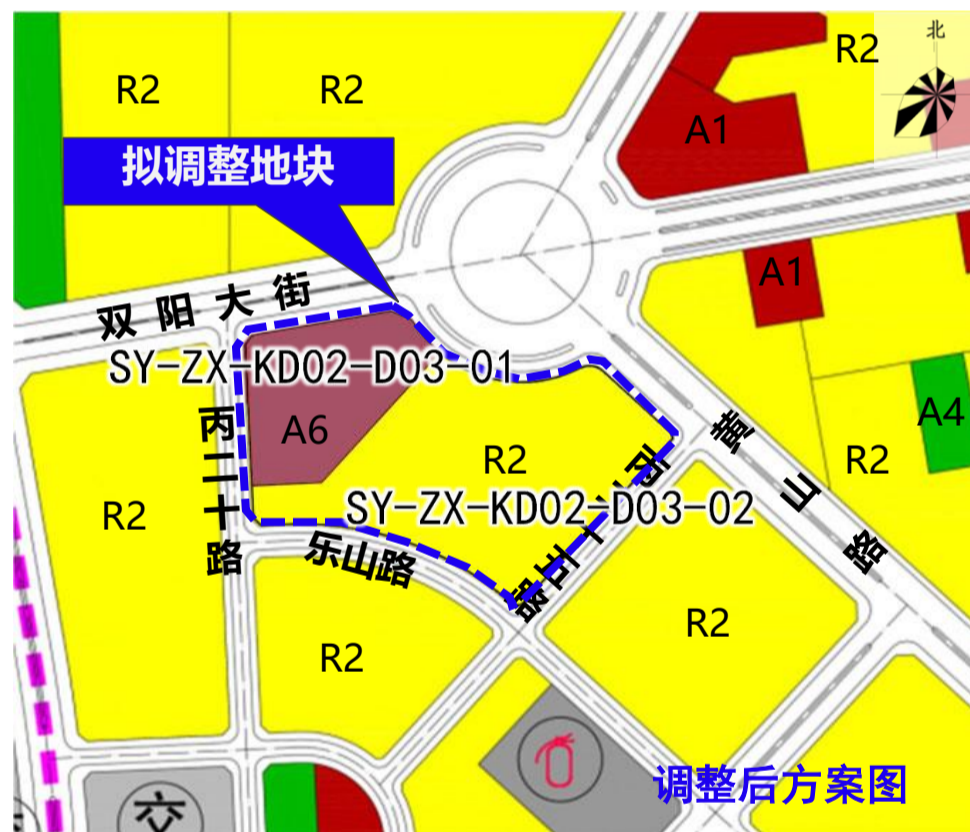 北
R2
R2
R2
A1
拟调整地块
A1
双阳大街
SY-ZX-KD02-D03-01
A6
A4
丙二十路
R2
黄山路
R2
R2
SY-ZX-KD02-D03-02
乐山路
R2
R2
交
调整后方案图